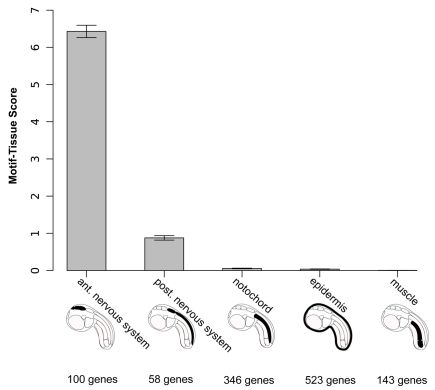 7
6
5
4
3
2
1
0
Motif-Tissue Score
ant. nervous system
post. nervous system
notochord
epidermis
muscle
100 genes 58 genes 346 genes 523 genes 143 genes